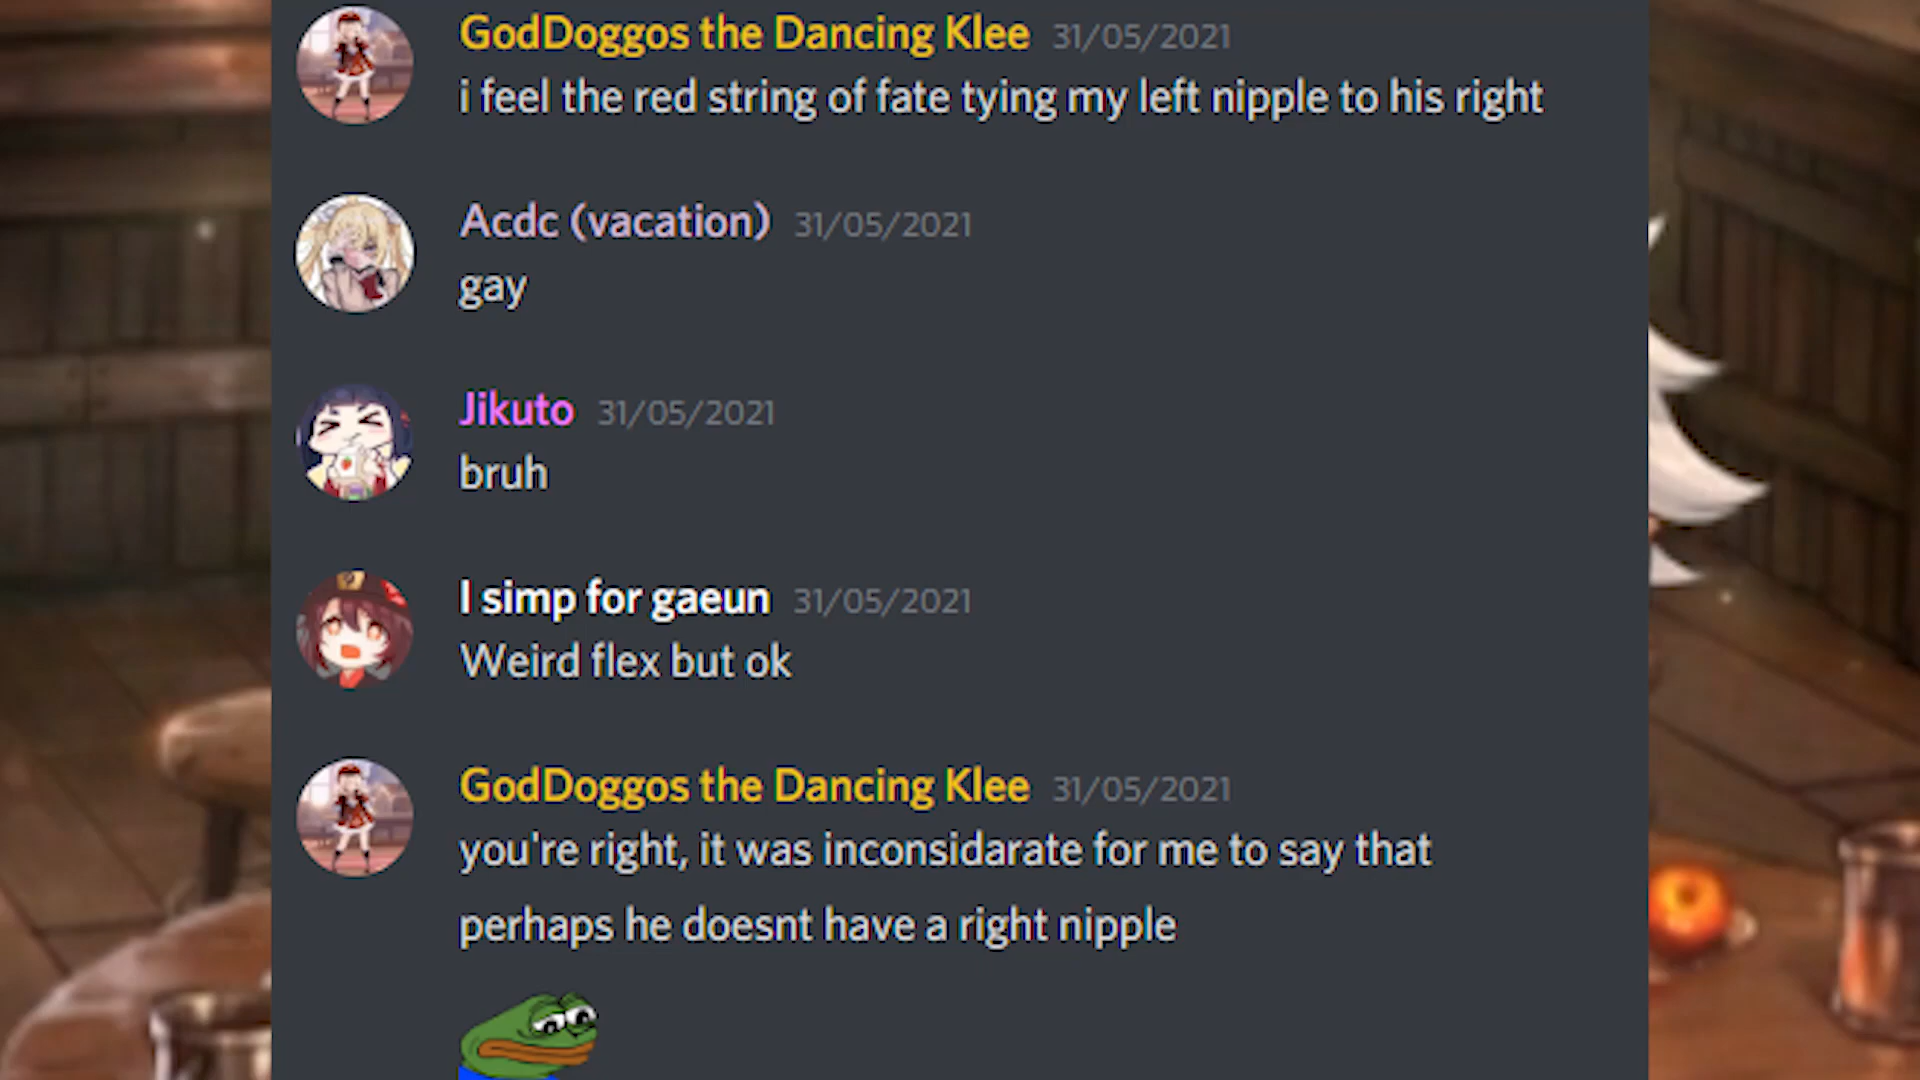 GodDoggos the Dancing Klee 31/05/2021
i feel the red string of fate tying my left nipple to his right
Acdc (vacation) 31/05/2021
gay
Jikuto 31/05/2021
bruh
I simp for gaeun 31/05/2021
Weird flex but ok
GodDoggos the Dancing Klee 31/05/2021
you're right, it was inconsidarate for me to say that
perhaps he doesnt have a right nipple